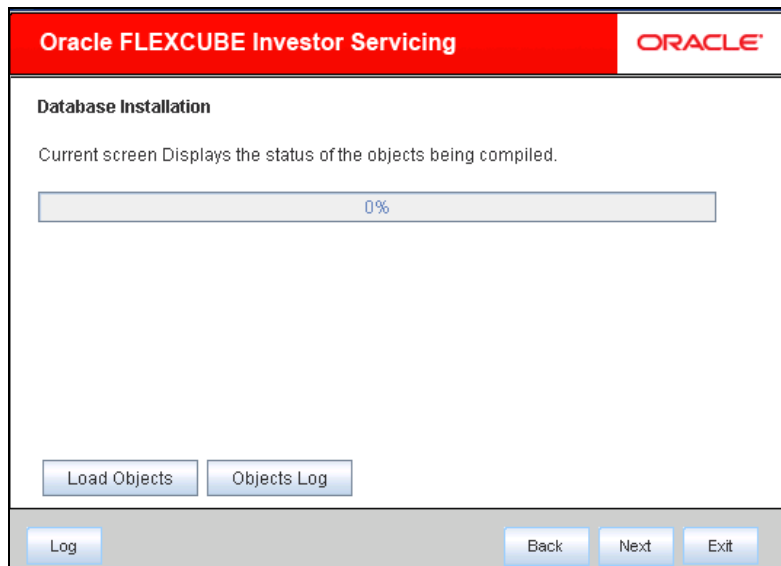 Oracle FLEXCUBE Investor Servicing
ORACLE
Database Installation
Current screen Displays the status of the objects being compiled.
0%
Load Objects Objects Log
Log Back Next Exit